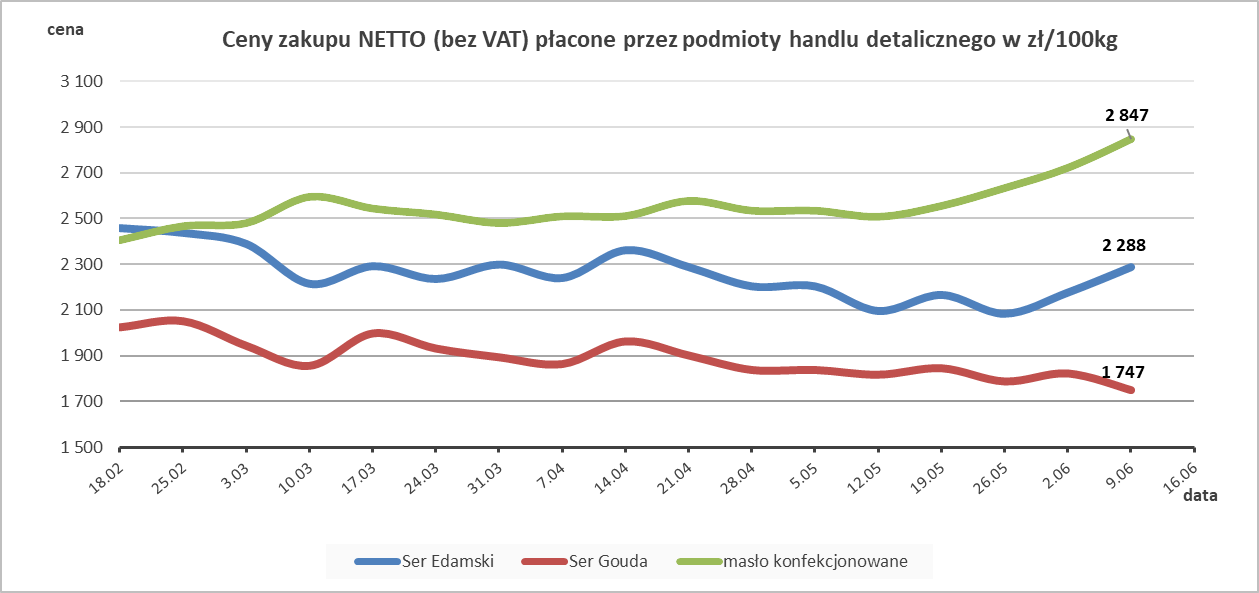 cena
Ceny zakupu NETTO (bez VAT) płacone przez podmioty handlu detalicznego w zł/100kg
3 100
2 900
2 700
2 500
2 300
2 100
1 900
1 700
1 500
2 847
2 288
1 747
18.02 25.02 3.03 10.03 17.03 24.03 31.03 7.04 14.04 21.04 28.04 5.05 12.05 19.05 26.05 2.06 9.06 16.06
data
Ser Edamski Ser Gouda masło konfekcjonowane